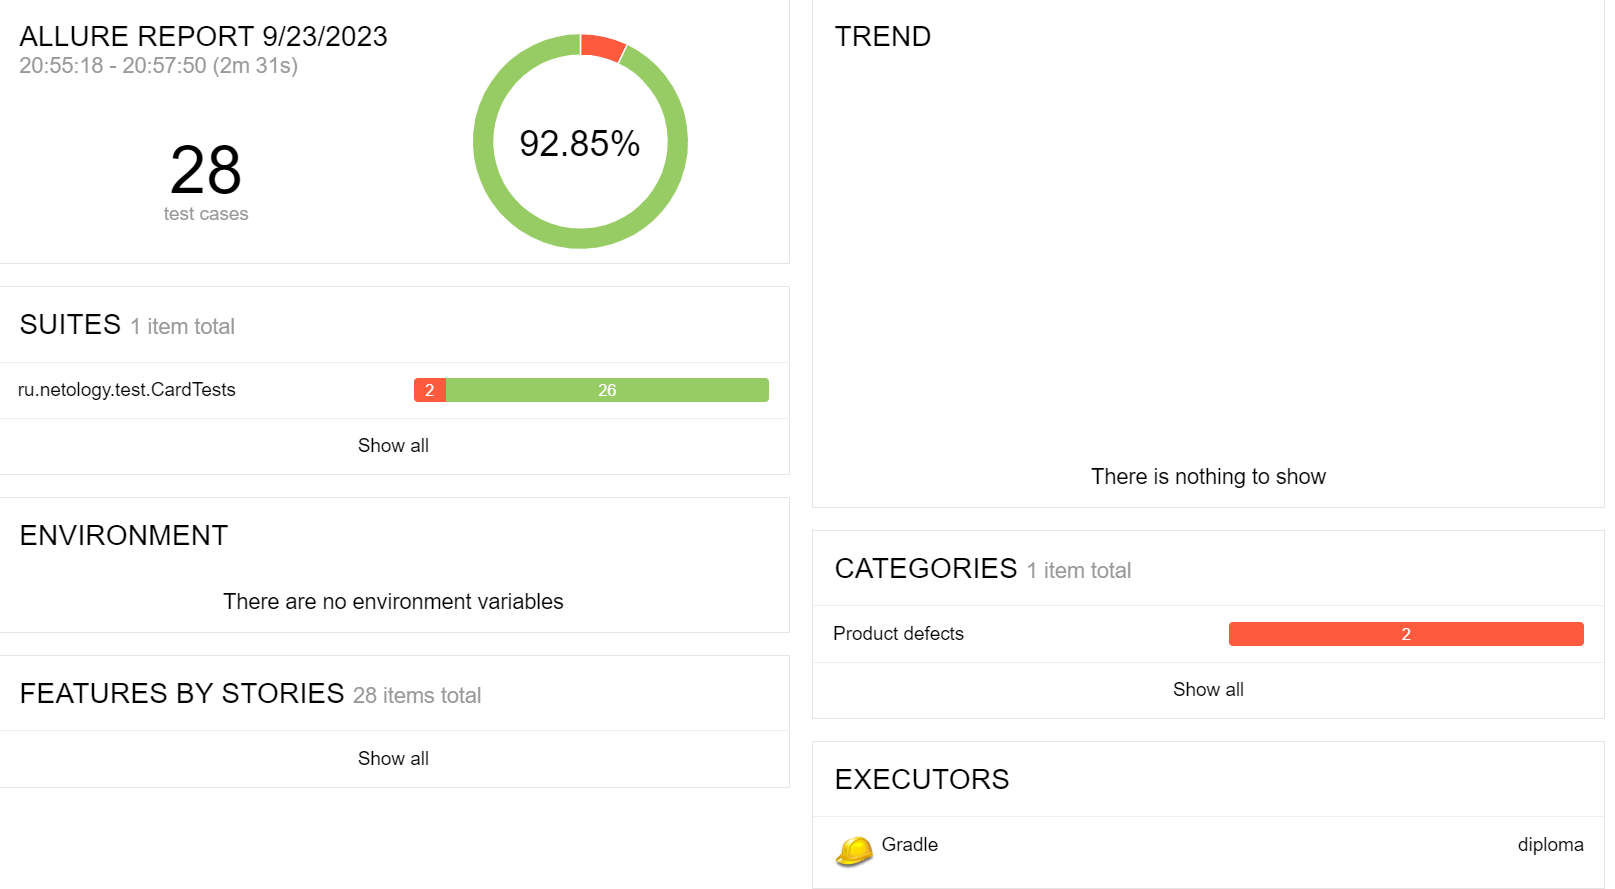 ALLURE REPORT 9/23/2023
20:55:18 - 20:57:50 (2m 31s)
28
test cases
92.85%
SUITES 1 item total
ru.netology.test.CardTests
2
26
Show all
ENVIRONMENT
There are no environment variables
FEATURES BY STORIES 28 items total
Show all
TREND
There is nothing to show
CATEGORIES 1 item total
Product defects
2
Show all
EXECUTORS
Gradle
diploma